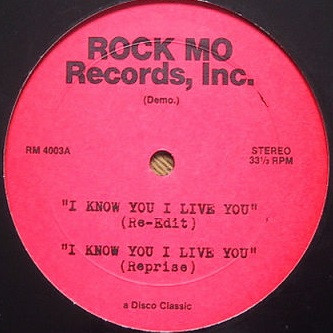 ROCK MO
Records, Inc.
(Demo.)
RM 4003A
STEREO
33⅓ RPM
"I KNOW YOU I LIVE YOU"
(Re-Edit)
"I KNOW YOU I LIVE YOU"
(Reprise)
a Disco Classic